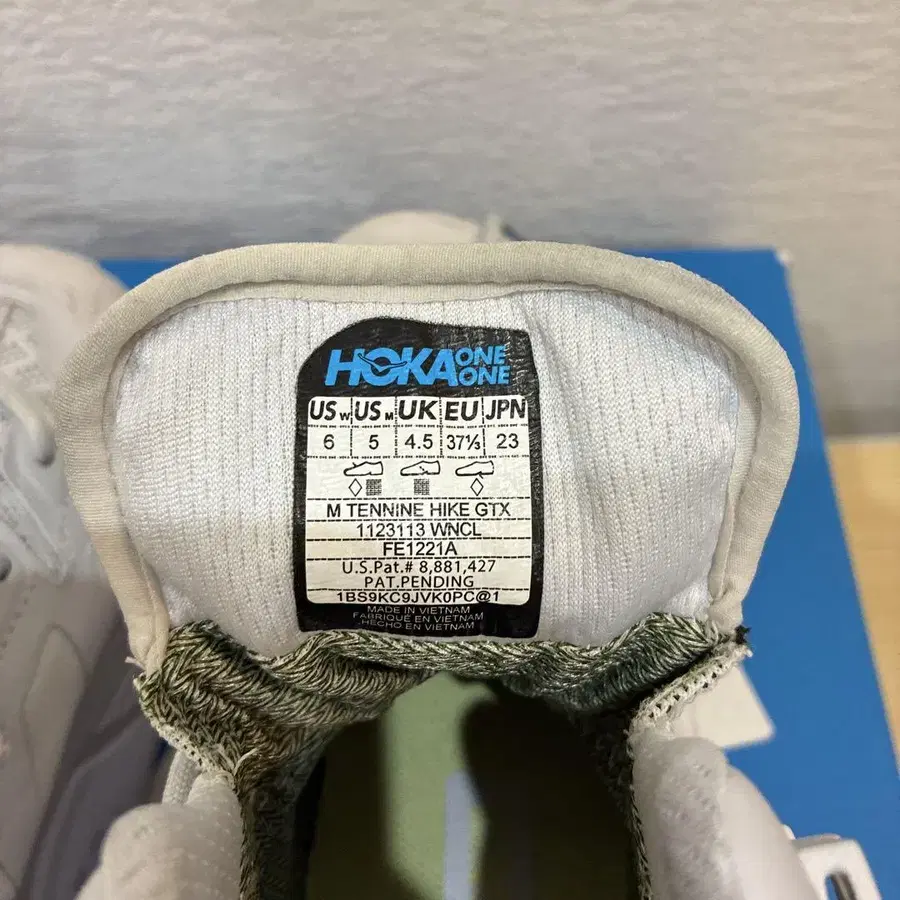 HOKA ONE ONE
US W US M UK EU JPN
6 5 4.5 37⅓ 23
M TENNINE HIKE GTX
1123113 WNCL
FE1221A
U.S.Pat.# 8,881,427
PAT.PENDING
1BS9KC9JVK0PC@1
MADE IN VIETNAM
FABRIQUÉ EN VIETNAM
HECHO EN VIETNAM